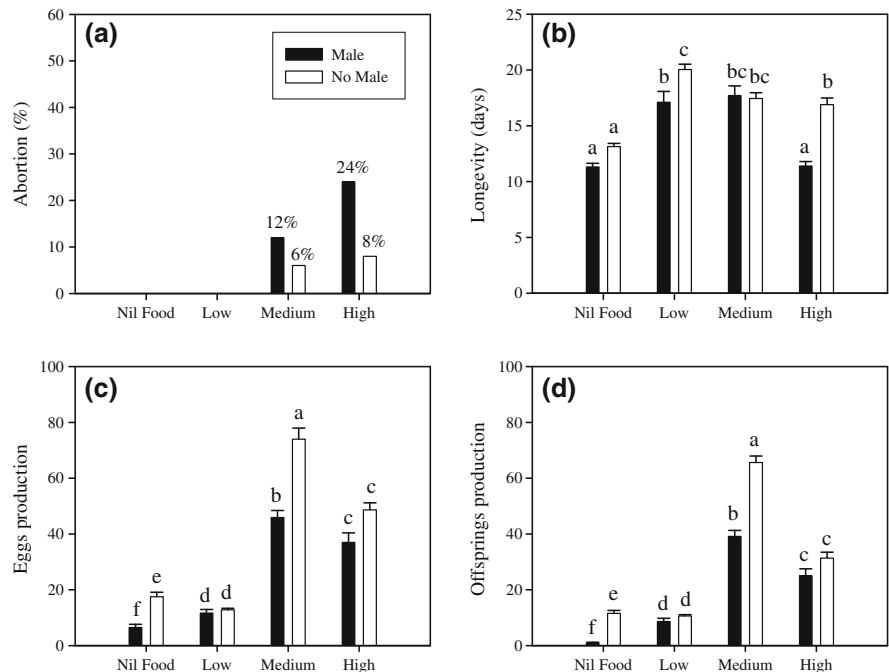 (a)
Abortion (%)
60
50
40
30
20
10
0
Male
No Male
12%
6%
24%
8%
Nil Food Low Medium High
(b)
Longevity (days)
25
20
15
10
5
0
a a b c bc bc a b
Nil Food Low Medium High
(c)
Eggs production
100
80
60
40
20
0
f e d d b a c c
Nil Food Low Medium High
(d)
Offsprings production
100
80
60
40
20
0
f e d d b a c c
Nil Food Low Medium High